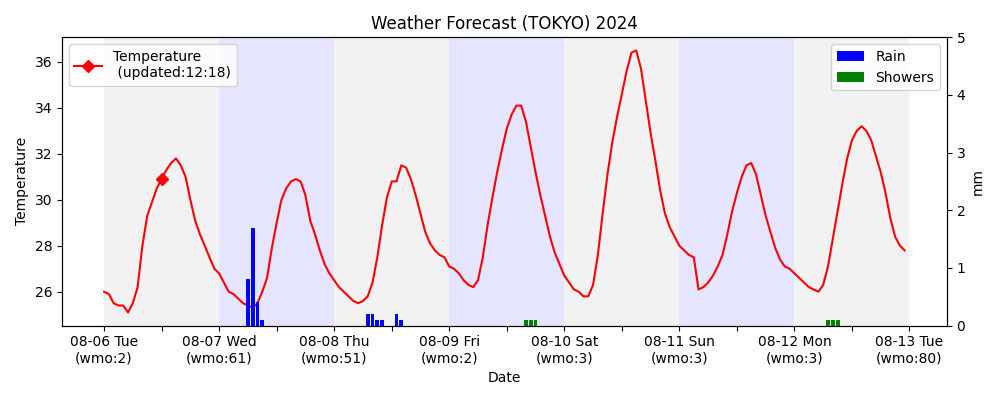 Weather Forecast (TOKYO) 2024
Temperature
(updated:12:18)
Rain
Showers
Temperature
36
34
32
30
28
26
5
4
3
2
1
0
mm
08-06 Tue
(wmo:2)
08-07 Wed
(wmo:61)
08-08 Thu
(wmo:51)
08-09 Fri
(wmo:2)
08-10 Sat
(wmo:3)
08-11 Sun
(wmo:3)
08-12 Mon
(wmo:3)
08-13 Tue
(wmo:80)
Date